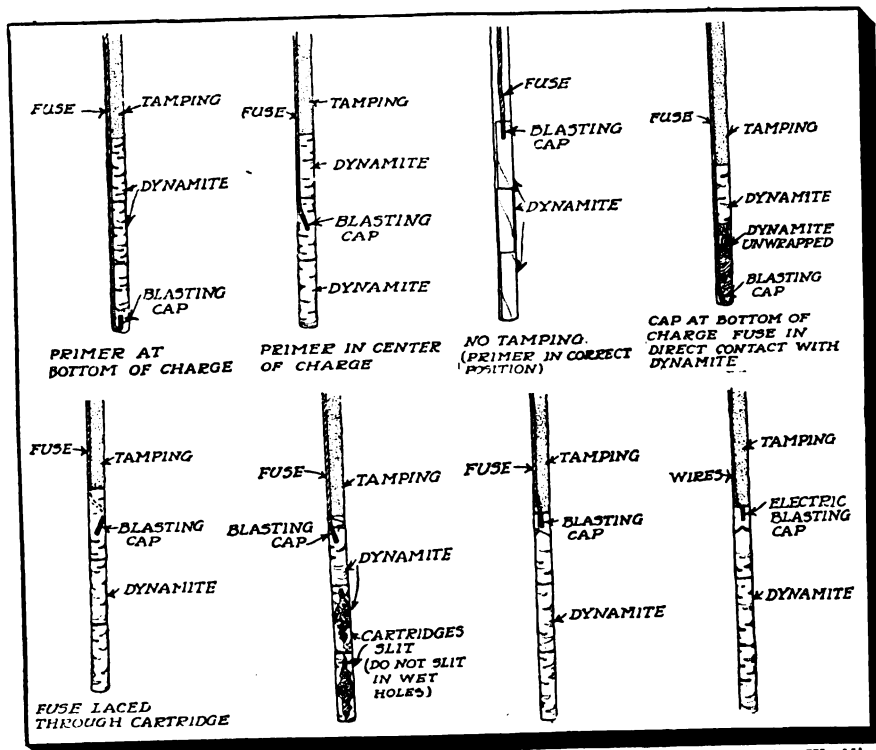 FUSE
TAMPING
DYNAMITE
BLASTING
CAP
PRIMER AT
BOTTOM OF CHARGE
FUSE
TAMPING
DYNAMITE
BLASTING
CAP
DYNAMITE
PRIMER IN CENTER
OF CHARGE
FUSE
BLASTING
CAP
DYNAMITE
NO TAMPING.
(PRIMER IN CORRECT
POSITION)
FUSE
TAMPING
DYNAMITE
DYNAMITE
UNWRAPPED
BLASTING
CAP
CAP AT BOTTOM OF
CHARGE FUSE IN
DIRECT CONTACT WITH
DYNAMITE
FUSE
TAMPING
BLASTING
CAP
DYNAMITE
FUSE LACED
THROUGH CARTRIDGE
FUSE
TAMPING
BLASTING
CAP
DYNAMITE
CARTRIDGES
SLIT
(DO NOT SLIT
IN WET
HOLES)
FUSE
TAMPING
BLASTING
CAP
DYNAMITE
TAMPING
WIRES
ELECTRIC
BLASTING
CAP
DYNAMITE